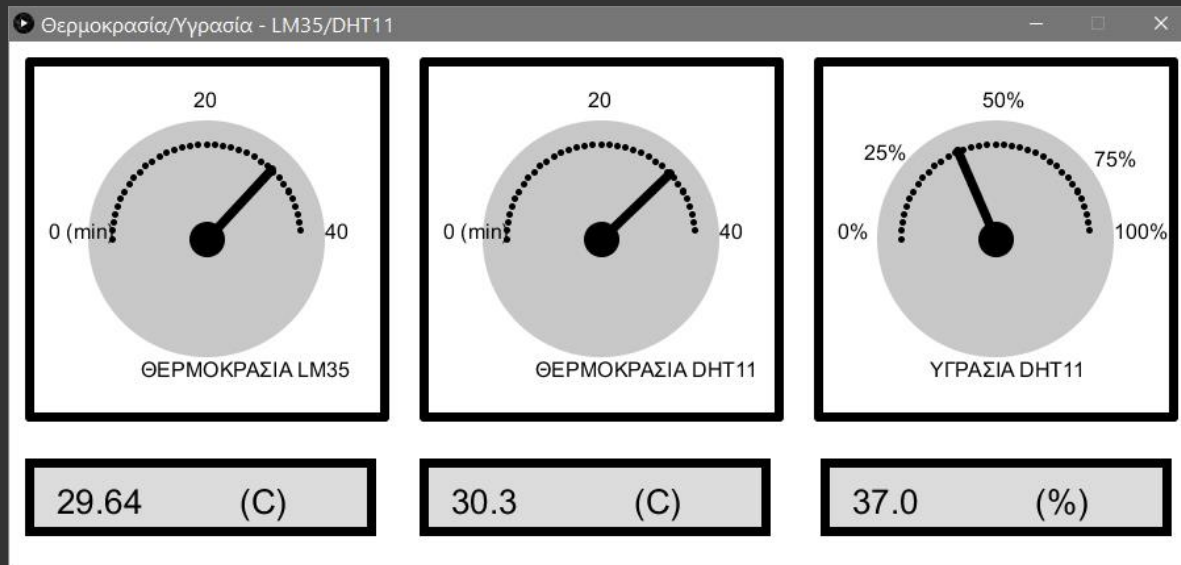 Θερμοκρασία/Υγρασία - LM35/DHT11
20
0 (min)
40
ΘΕΡΜΟΚΡΑΣΙΑ LM35
20
0 (min)
40
ΘΕΡΜΟΚΡΑΣΙΑ DHT11
50%
25%
75%
0%
100%
ΥΓΡΑΣΙΑ DHT11
29.64 (C)
30.3 (C)
37.0 (%)